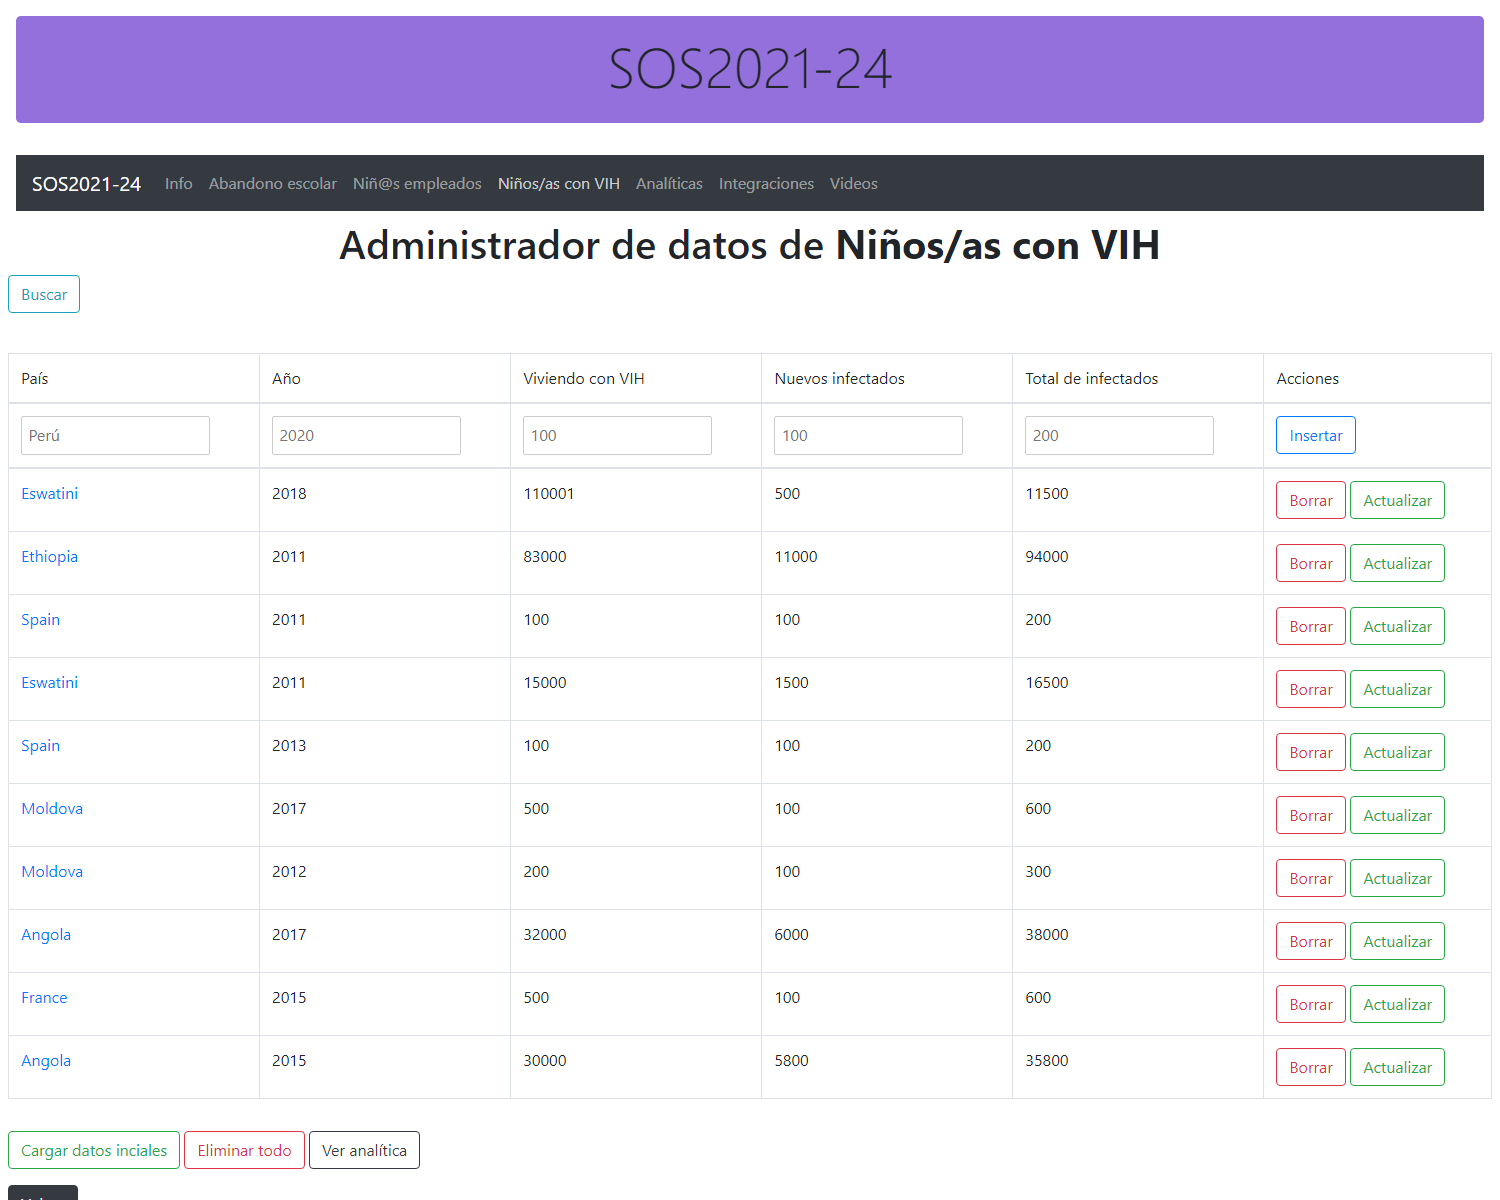 SOS2021-24
SOS2021-24 Info Abandono escolar Niñ@s empleados Niños/as con VIH Analíticas Integraciones Videos
Administrador de datos de Niños/as con VIH
Buscar
País Año Viviendo con VIH Nuevos infectados Total de infectados Acciones
Perú 2020 100 100 200 Insertar
Eswatini 2018 110001 500 11500 Borrar Actualizar
Ethiopia 2011 83000 11000 94000 Borrar Actualizar
Spain 2011 100 100 200 Borrar Actualizar
Eswatini 2011 15000 1500 16500 Borrar Actualizar
Spain 2013 100 100 200 Borrar Actualizar
Moldova 2017 500 100 600 Borrar Actualizar
Moldova 2012 200 100 300 Borrar Actualizar
Angola 2017 32000 6000 38000 Borrar Actualizar
France 2015 500 100 600 Borrar Actualizar
Angola 2015 30000 5800 35800 Borrar Actualizar
Cargar datos inciales Eliminar todo Ver analítica